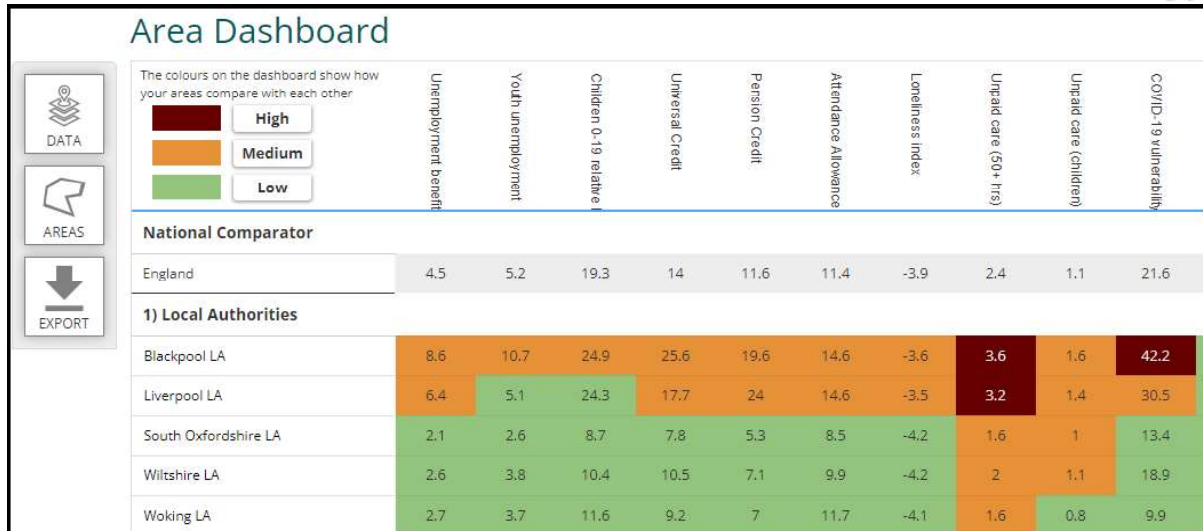 Area Dashboard
The colours on the dashboard show how
your areas compare with each other
High
Medium
Low
DATA
AREAS
EXPORT
Unemployment benefit
Youth unemployment
Children 0-19 relative
Universal Credit
Pension Credit
Attendance Allowance
Loneliness index
Unpaid care (50+ hrs)
Unpaid care (children)
COVID-19 vulnerability
National Comparator
England 4.5 5.2 19.3 14 11.6 11.4 -3.9 2.4 1.1 21.6
1) Local Authorities
Blackpool LA 8.6 10.7 24.9 25.6 19.6 14.6 -3.6 3.6 1.6 42.2
Liverpool LA 6.4 5.1 24.3 17.7 24 14.6 -3.5 3.2 1.4 30.5
South Oxfordshire LA 2.1 2.6 8.7 7.8 5.3 8.5 -4.2 1.6 1 13.4
Wiltshire LA 2.6 3.8 10.4 10.5 7.1 9.9 -4.2 2 1.1 18.9
Woking LA 2.7 3.7 11.6 9.2 7 11.7 -4.1 1.6 0.8 9.9